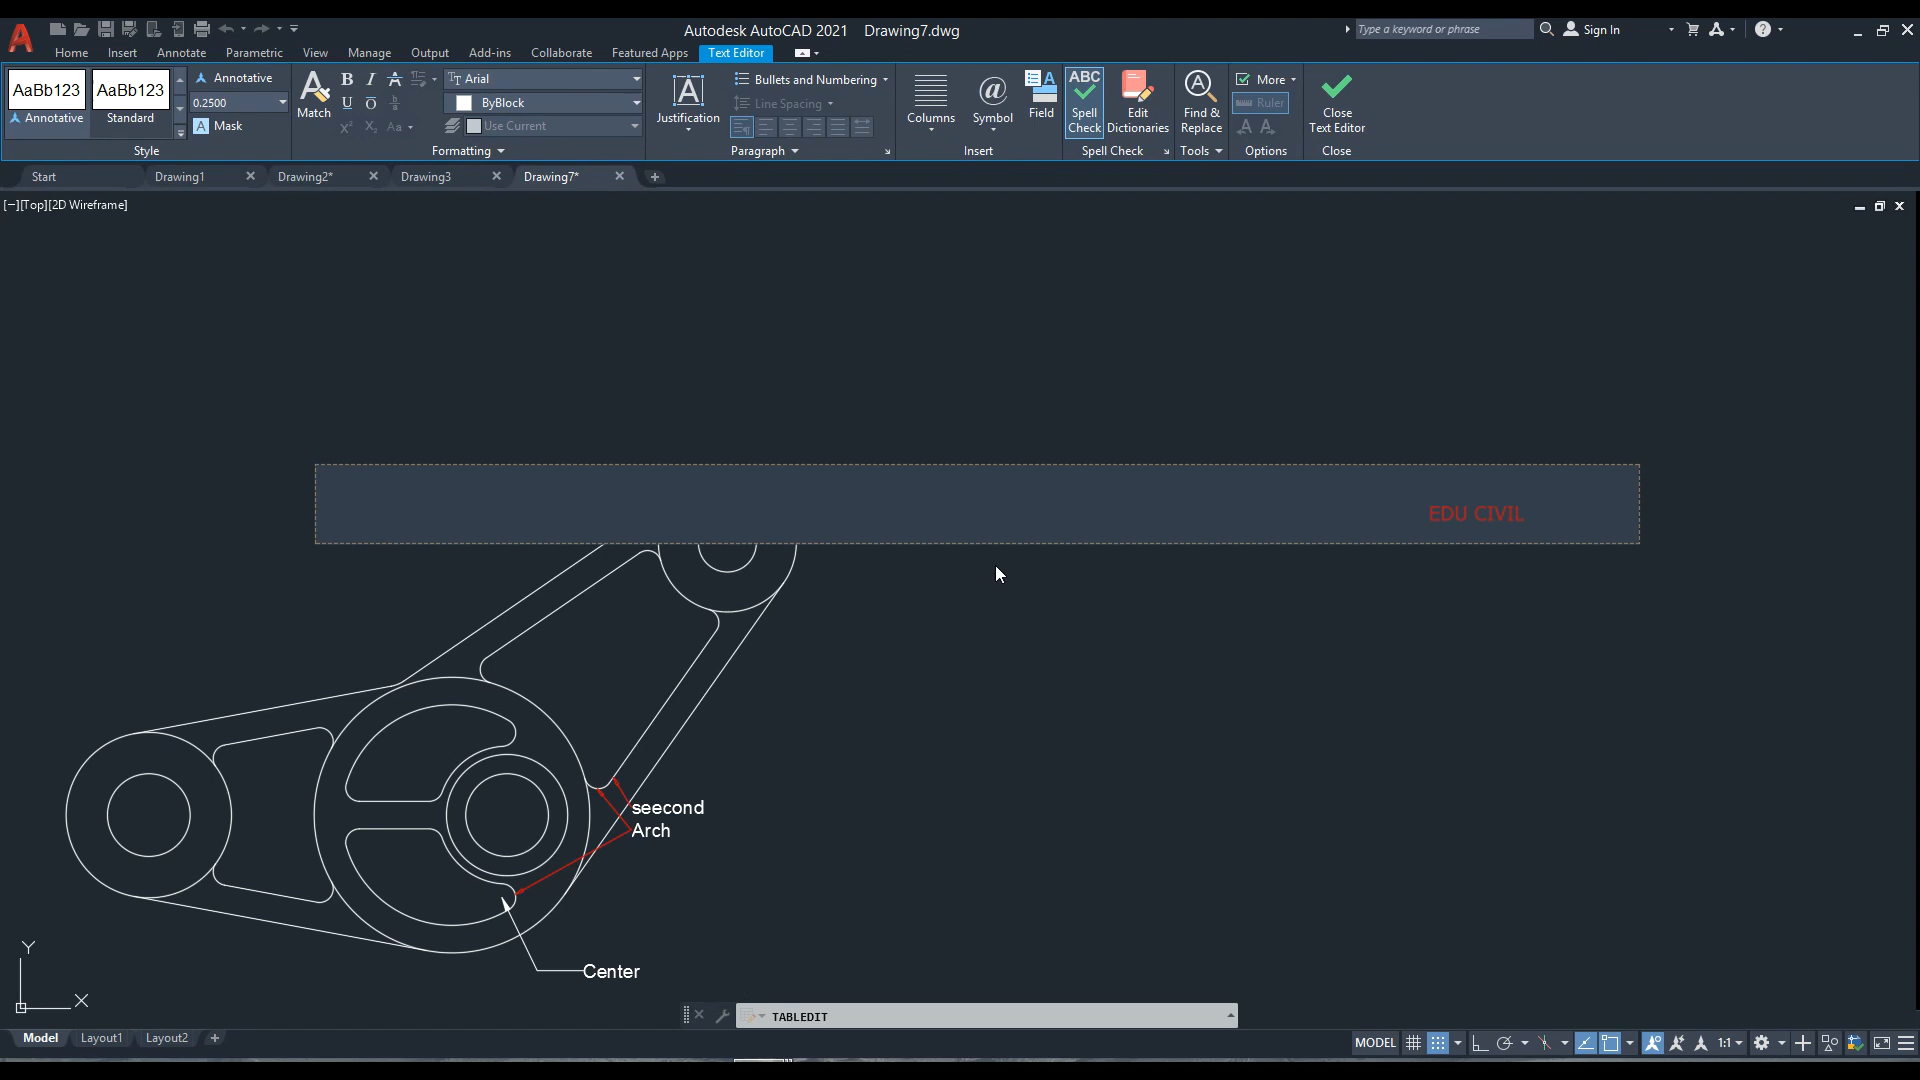 Autodesk AutoCAD 2021 Drawing7.dwg
Type a keyword or phrase
Sign In
Home Insert Annotate Parametric View Manage Output Add-ins Collaborate Featured Apps Text Editor
AaBb123 AaBb123
Annotative Standard
Annotative
0.2500
Mask
Style
Match
Arial
ByBlock
Use Current
Formatting
Justification
Bullets and Numbering
Line Spacing
Paragraph
Columns
Symbol
Field
Insert
ABC
Spell Check
Edit Dictionaries
Spell Check
Find & Replace
Tools
More
Ruler
Options
Close Text Editor
Close
Start Drawing1 Drawing2* Drawing3 Drawing7*
[−][Top][2D Wireframe]
EDU CIVIL
seecond
Arch
Center
Y
X
TABLEDIT
Model Layout1 Layout2
MODEL
1:1